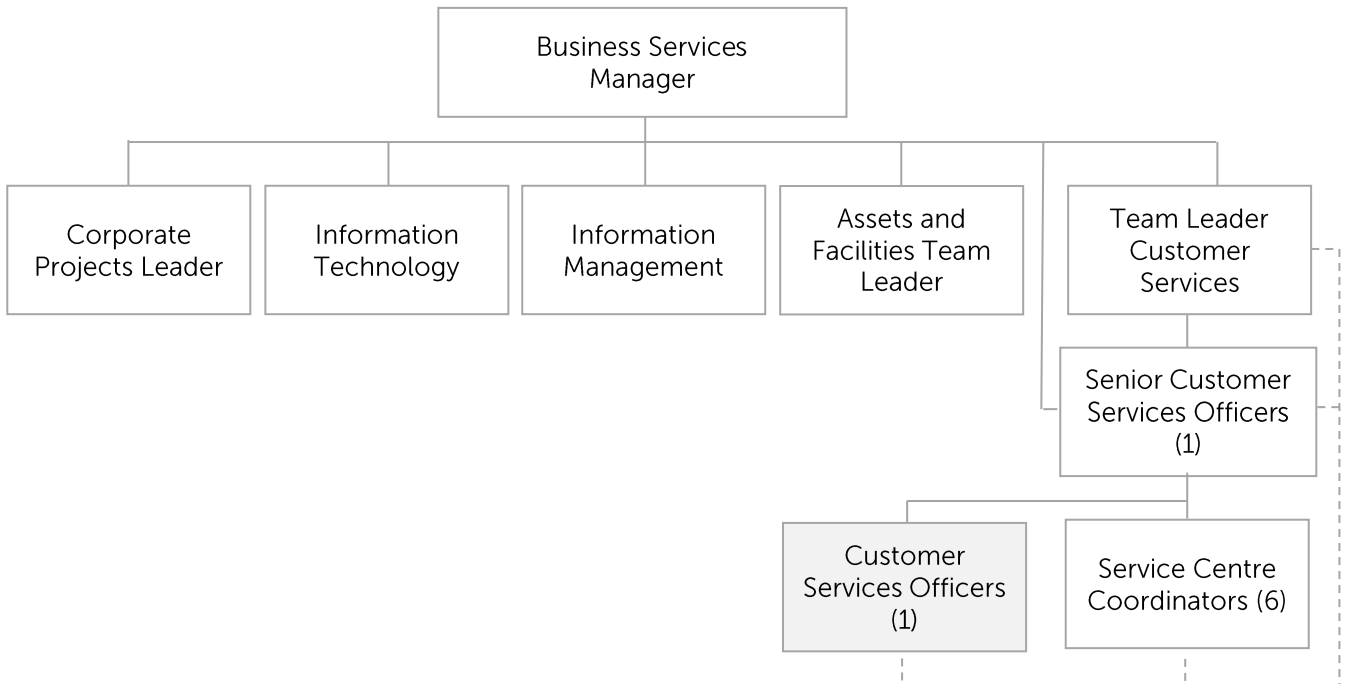 Business Services
Manager
Corporate
Projects Leader
Information
Technology
Information
Management
Assets and
Facilities Team
Leader
Team Leader
Customer
Services
Senior Customer
Services Officers
(1)
Customer
Services Officers
(1)
Service Centre
Coordinators (6)